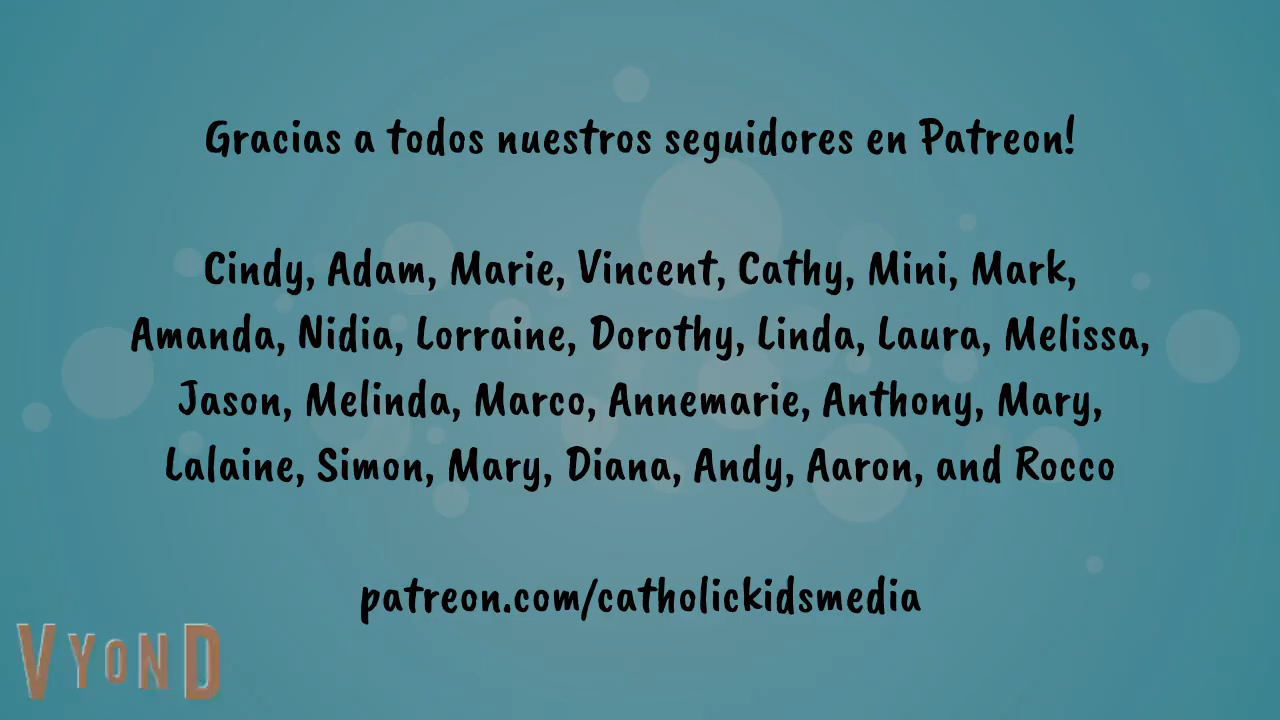 Gracias a todos nuestros seguidores en Patreon!
Cindy, Adam, Marie, Vincent, Cathy, Mini, Mark,
Amanda, Nidia, Lorraine, Dorothy, Linda, Laura, Melissa,
Jason, Melinda, Marco, Annemarie, Anthony, Mary,
Lalaine, Simon, Mary, Diana, Andy, Aaron, and Rocco
patreon.com/catholickidsmedia
VYOND